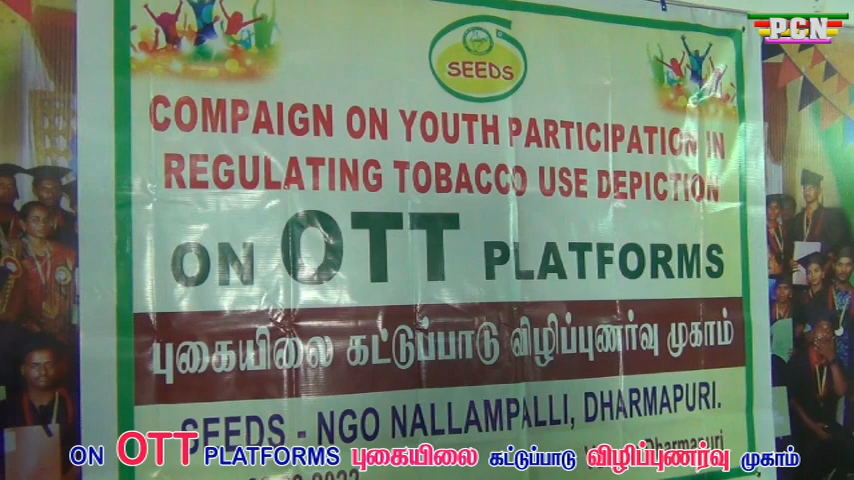 PCN
SEEDS
COMPAIGN ON YOUTH PARTICIPATION IN
REGULATING TOBACCO USE DEPICTION
ON OTT PLATFORMS
புகையிலை கட்டுப்பாடு விழிப்புணர்வு முகாம்
SEEDS - NGO NALLAMPALLI, DHARMAPURI.
Dharmapuri
ON OTT PLATFORMS புகையிலை கட்டுப்பாடு விழிப்புணர்வு முகாம்